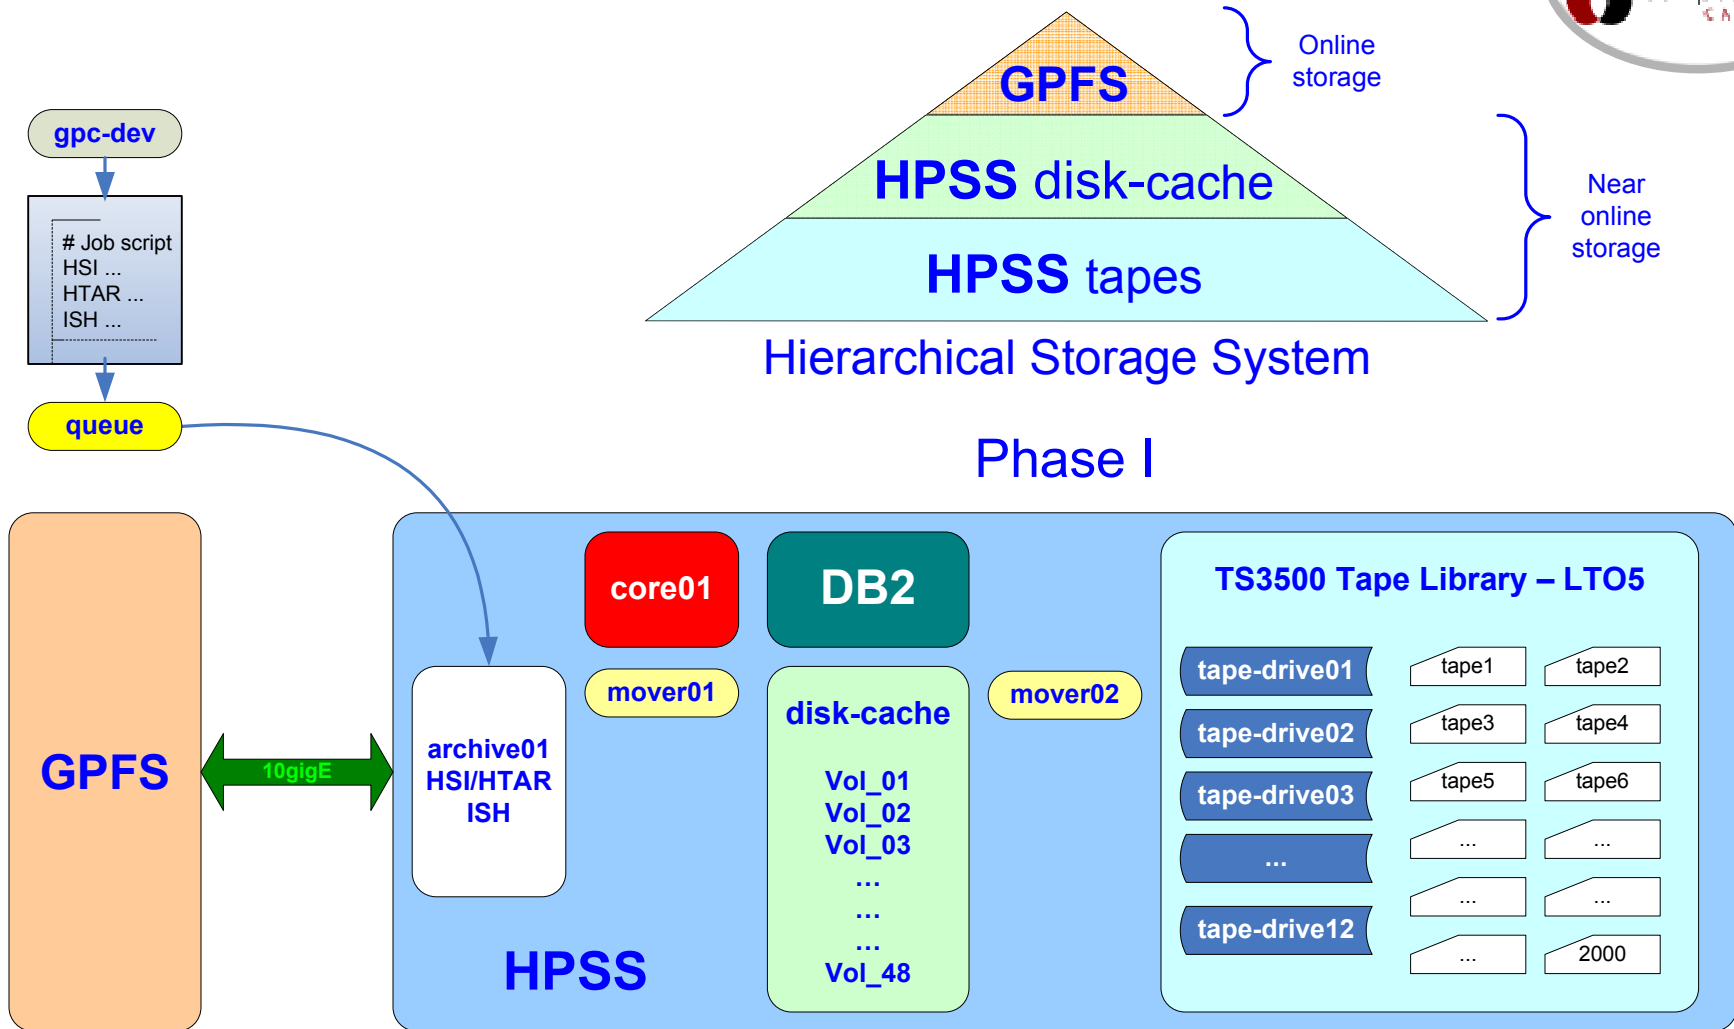 GPFS
Online
storage
HPSS disk-cache
Near
online
storage
HPSS tapes
Hierarchical Storage System
gpc-dev
# Job script
HSI ...
HTAR ...
ISH ...
queue
Phase I
GPFS
10gigE
archive01
HSI/HTAR
ISH
HPSS
core01
mover01
DB2
disk-cache
Vol_01
Vol_02
Vol_03
...
...
...
Vol_48
mover02
TS3500 Tape Library – LTO5
tape-drive01
tape-drive02
tape-drive03
...
tape-drive12
tape1 tape2
tape3 tape4
tape5 tape6
... ...
... ...
... 2000